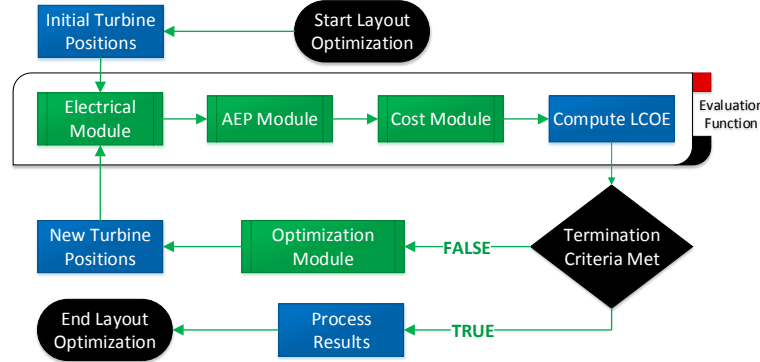 Initial Turbine
Positions
Start Layout
Optimization
Electrical
Module
AEP Module
Cost Module
Compute LCOE
Evaluation
Function
New Turbine
Positions
Optimization
Module
FALSE
Termination
Criteria Met
End Layout
Optimization
Process
Results
TRUE